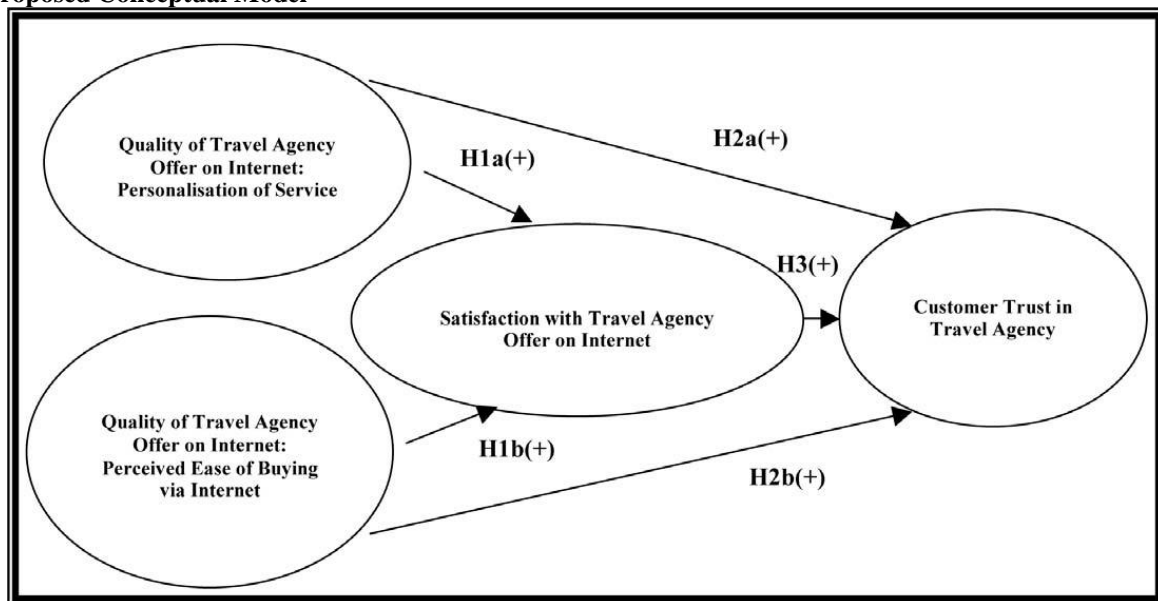 Conceptual Model
Quality of Travel Agency
Offer on Internet:
Personalisation of Service
H2a(+)
H1a(+)
H3(+)
Satisfaction with Travel Agency
Offer on Internet
Customer Trust in
Travel Agency
Quality of Travel Agency
Offer on Internet:
Perceived Ease of Buying
via Internet
H1b(+)
H2b(+)